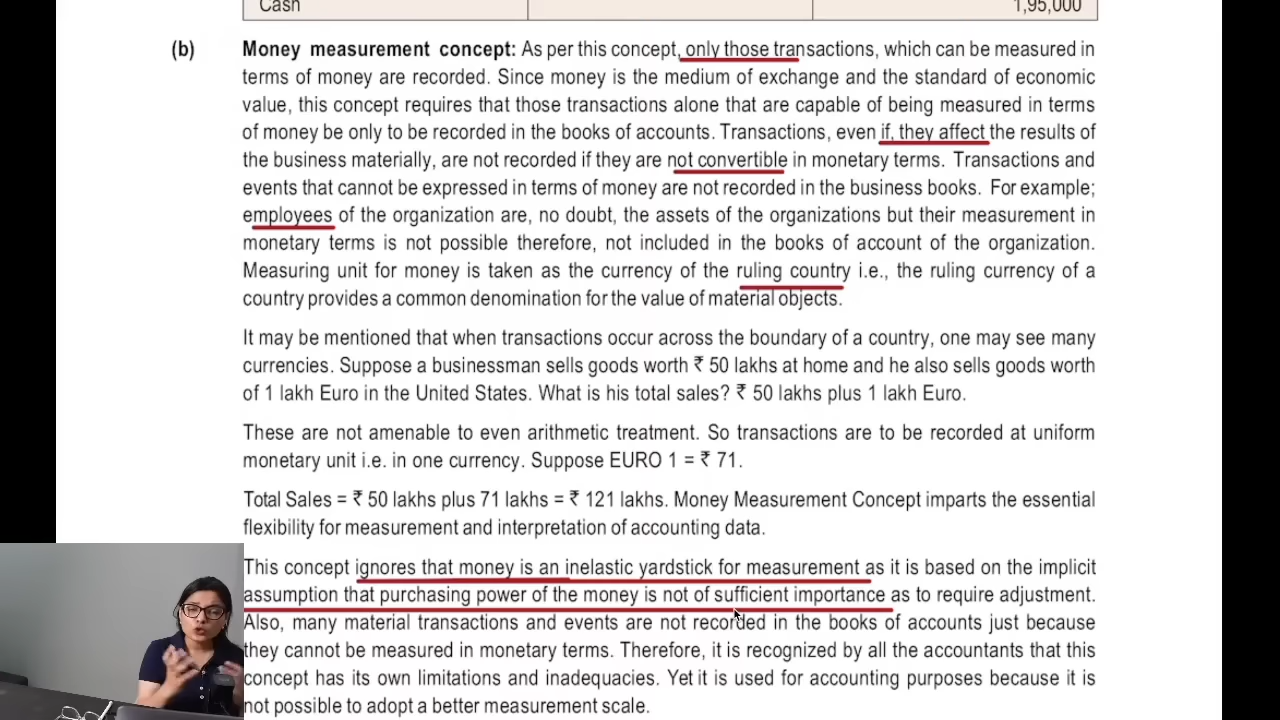 Cash 1,95,000
(b) Money measurement concept: As per this concept, only those transactions, which can be measured in
terms of money are recorded. Since money is the medium of exchange and the standard of economic
value, this concept requires that those transactions alone that are capable of being measured in terms
of money be only to be recorded in the books of accounts. Transactions, even if, they affect the results of
the business materially, are not recorded if they are not convertible in monetary terms. Transactions and
events that cannot be expressed in terms of money are not recorded in the business books. For example;
employees of the organization are, no doubt, the assets of the organizations but their measurement in
monetary terms is not possible therefore, not included in the books of account of the organization.
Measuring unit for money is taken as the currency of the ruling country i.e., the ruling currency of a
country provides a common denomination for the value of material objects.
It may be mentioned that when transactions occur across the boundary of a country, one may see many
currencies. Suppose a businessman sells goods worth ₹ 50 lakhs at home and he also sells goods worth
of 1 lakh Euro in the United States. What is his total sales? ₹ 50 lakhs plus 1 lakh Euro.
These are not amenable to even arithmetic treatment. So transactions are to be recorded at uniform
monetary unit i.e. in one currency. Suppose EURO 1 = ₹ 71.
Total Sales = ₹ 50 lakhs plus 71 lakhs = ₹ 121 lakhs. Money Measurement Concept imparts the essential
flexibility for measurement and interpretation of accounting data.
This concept ignores that money is an inelastic yardstick for measurement as it is based on the implicit
assumption that purchasing power of the money is not of sufficient importance as to require adjustment.
Also, many material transactions and events are not recorded in the books of accounts just because
they cannot be measured in monetary terms. Therefore, it is recognized by all the accountants that this
concept has its own limitations and inadequacies. Yet it is used for accounting purposes because it is
not possible to adopt a better measurement scale.